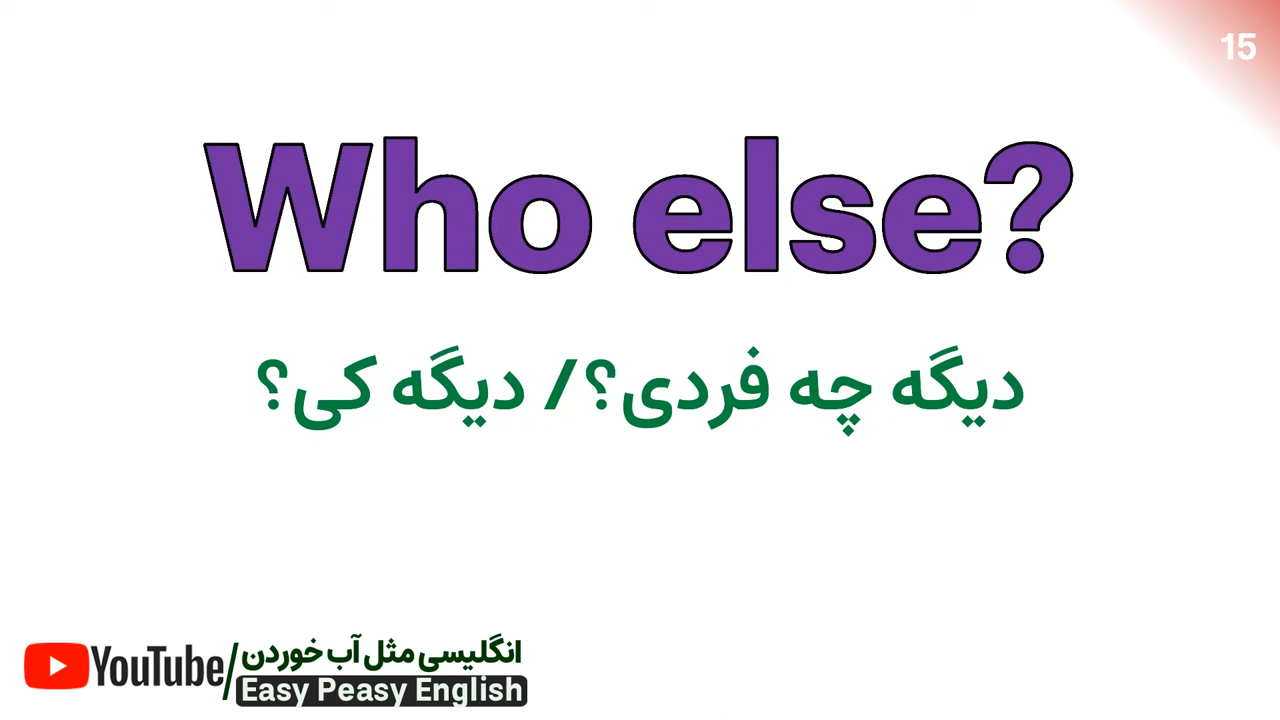 15
Who else?
دیگه چه فردی؟/ دیگه کی؟
YouTube/
انگلیسی مثل آب خوردن
Easy Peasy English